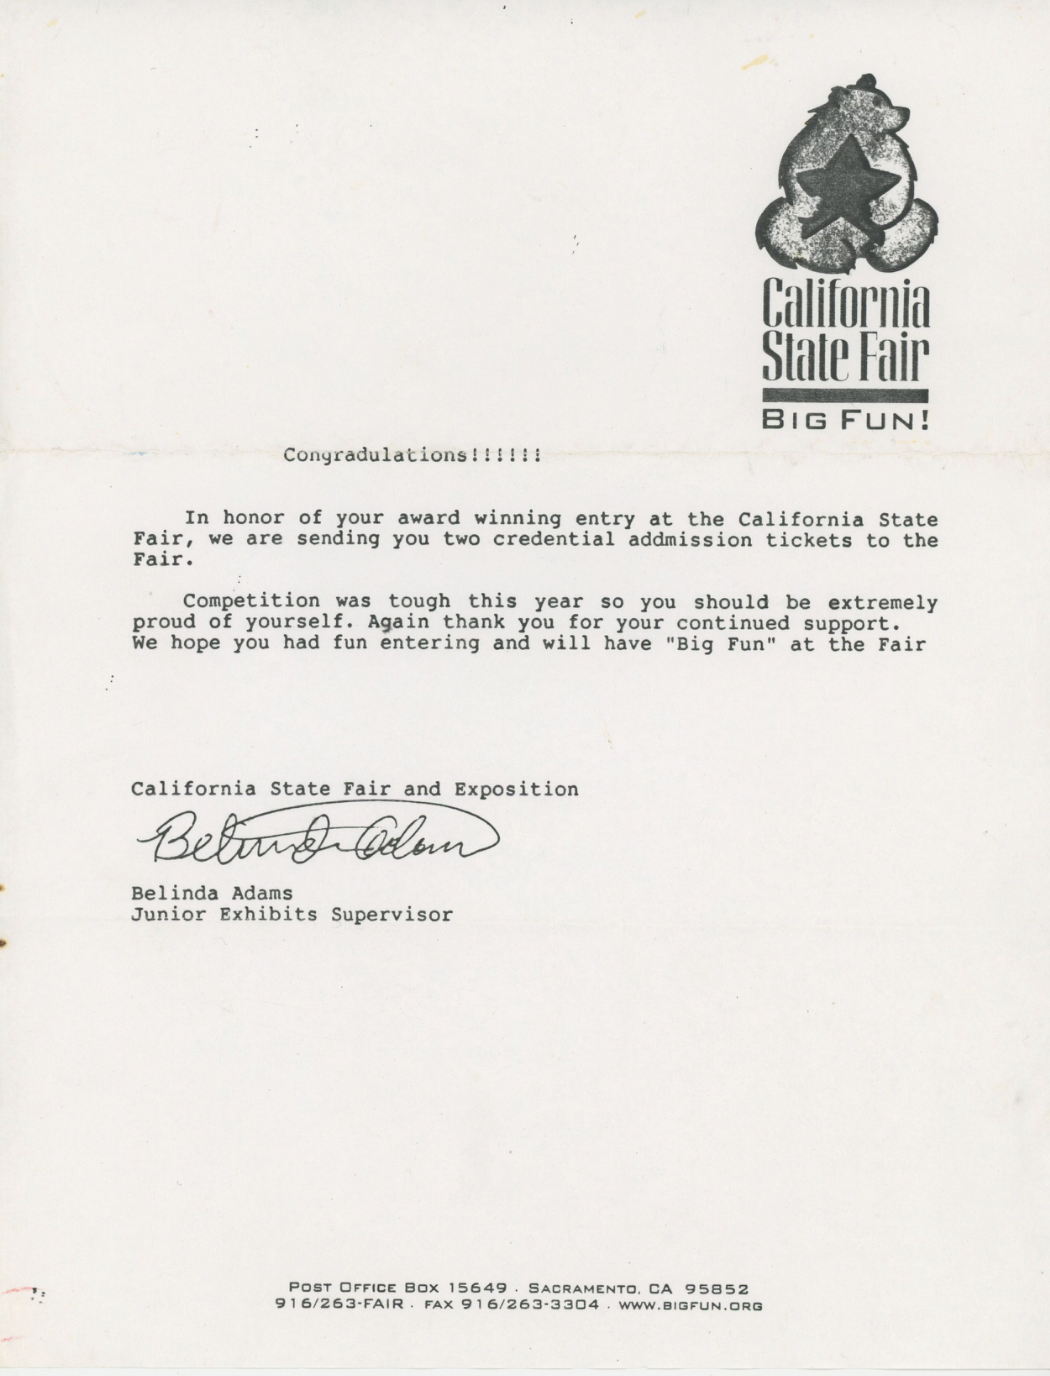 California
State Fair
BIG FUN!
Congradulations!!!!!!
In honor of your award winning entry at the California State
Fair, we are sending you two credential addmission tickets to the
Fair.
Competition was tough this year so you should be extremely
proud of yourself. Again thank you for your continued support.
We hope you had fun entering and will have "Big Fun" at the Fair
California State Fair and Exposition
Belinda Adams
Belinda Adams
Junior Exhibits Supervisor
POST OFFICE BOX 15649 · SACRAMENTO, CA 95852
916/263-FAIR · FAX 916/263-3304 · WWW.BIGFUN.ORG